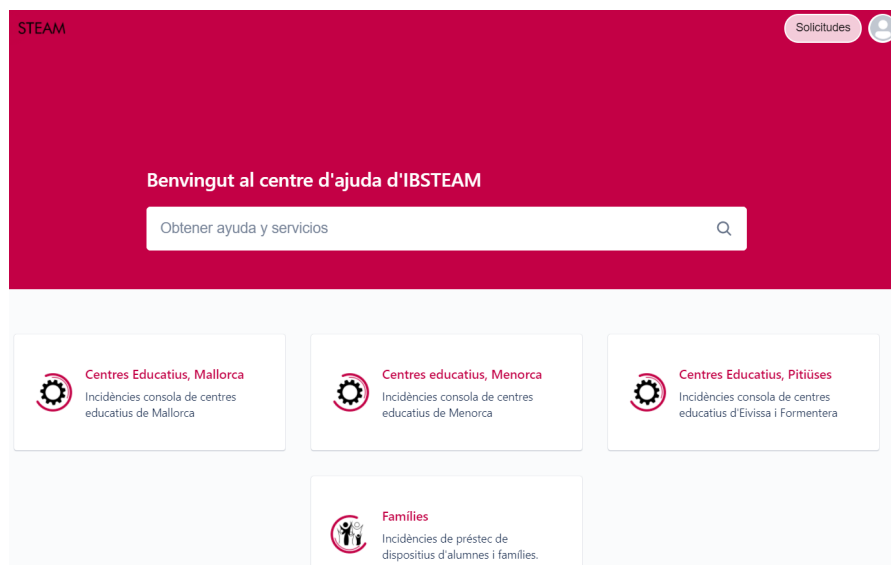 STEAM
Solicitudes
Benvingut al centre d'ajuda d'IBSTEAM
Obtener ayuda y servicios
Centres Educatius, Mallorca
Incidències consola de centres
educatius de Mallorca
Centres educatius, Menorca
Incidències consola de centres
educatius de Menorca
Centres Educatius, Pitiüses
Incidències consola de centres
educatius d'Eivissa i Formentera
Famílies
Incidències de préstec de
dispositius d'alumnes i famílies.